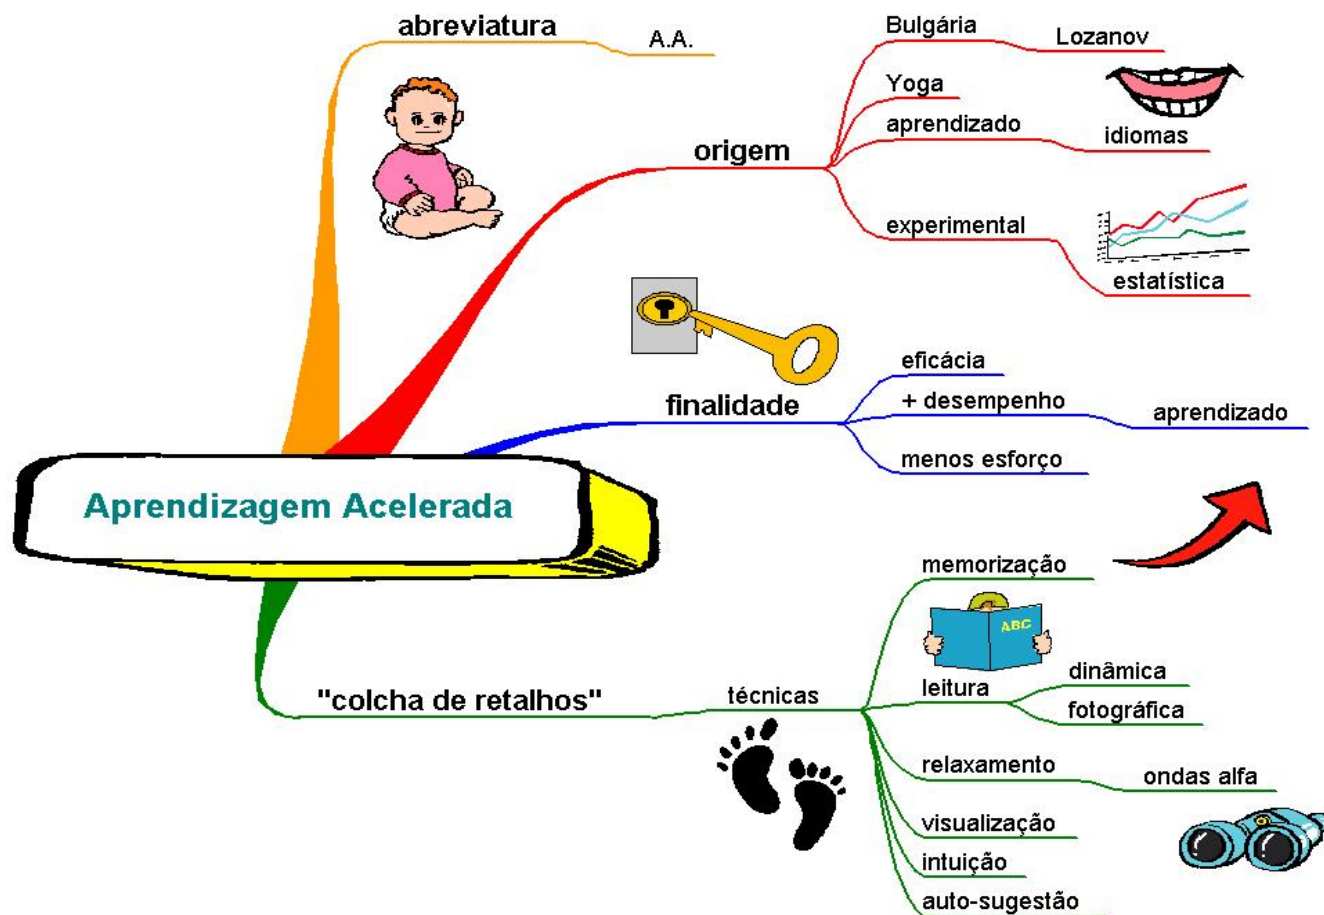 abreviatura
A.A.
origem
Bulgária
Lozanov
Yoga
aprendizado
idiomas
experimental
estatística
finalidade
eficácia
+ desempenho
aprendizado
menos esforço
Aprendizagem Acelerada
"colcha de retalhos"
técnicas
memorização
ABC
leitura
dinâmica
fotográfica
relaxamento
ondas alfa
visualização
intuição
auto-sugestão